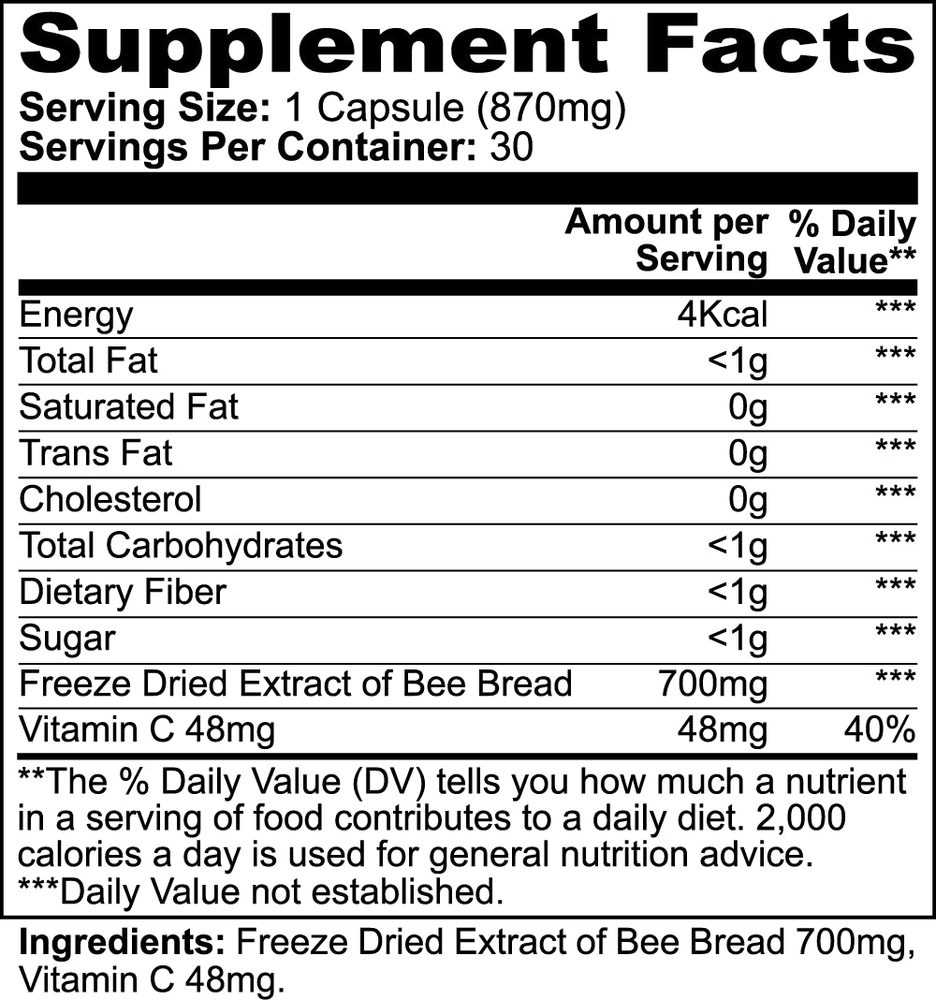 Supplement Facts
Serving Size: 1 Capsule (870mg)
Servings Per Container: 30
Amount per Serving % Daily Value**
Energy 4Kcal ***
Total Fat <1g ***
Saturated Fat 0g ***
Trans Fat 0g ***
Cholesterol 0g ***
Total Carbohydrates <1g ***
Dietary Fiber <1g ***
Sugar <1g ***
Freeze Dried Extract of Bee Bread 700mg ***
Vitamin C 48mg 48mg 40%
**The % Daily Value (DV) tells you how much a nutrient
in a serving of food contributes to a daily diet. 2,000
calories a day is used for general nutrition advice.
***Daily Value not established.
Ingredients: Freeze Dried Extract of Bee Bread 700mg,
Vitamin C 48mg.